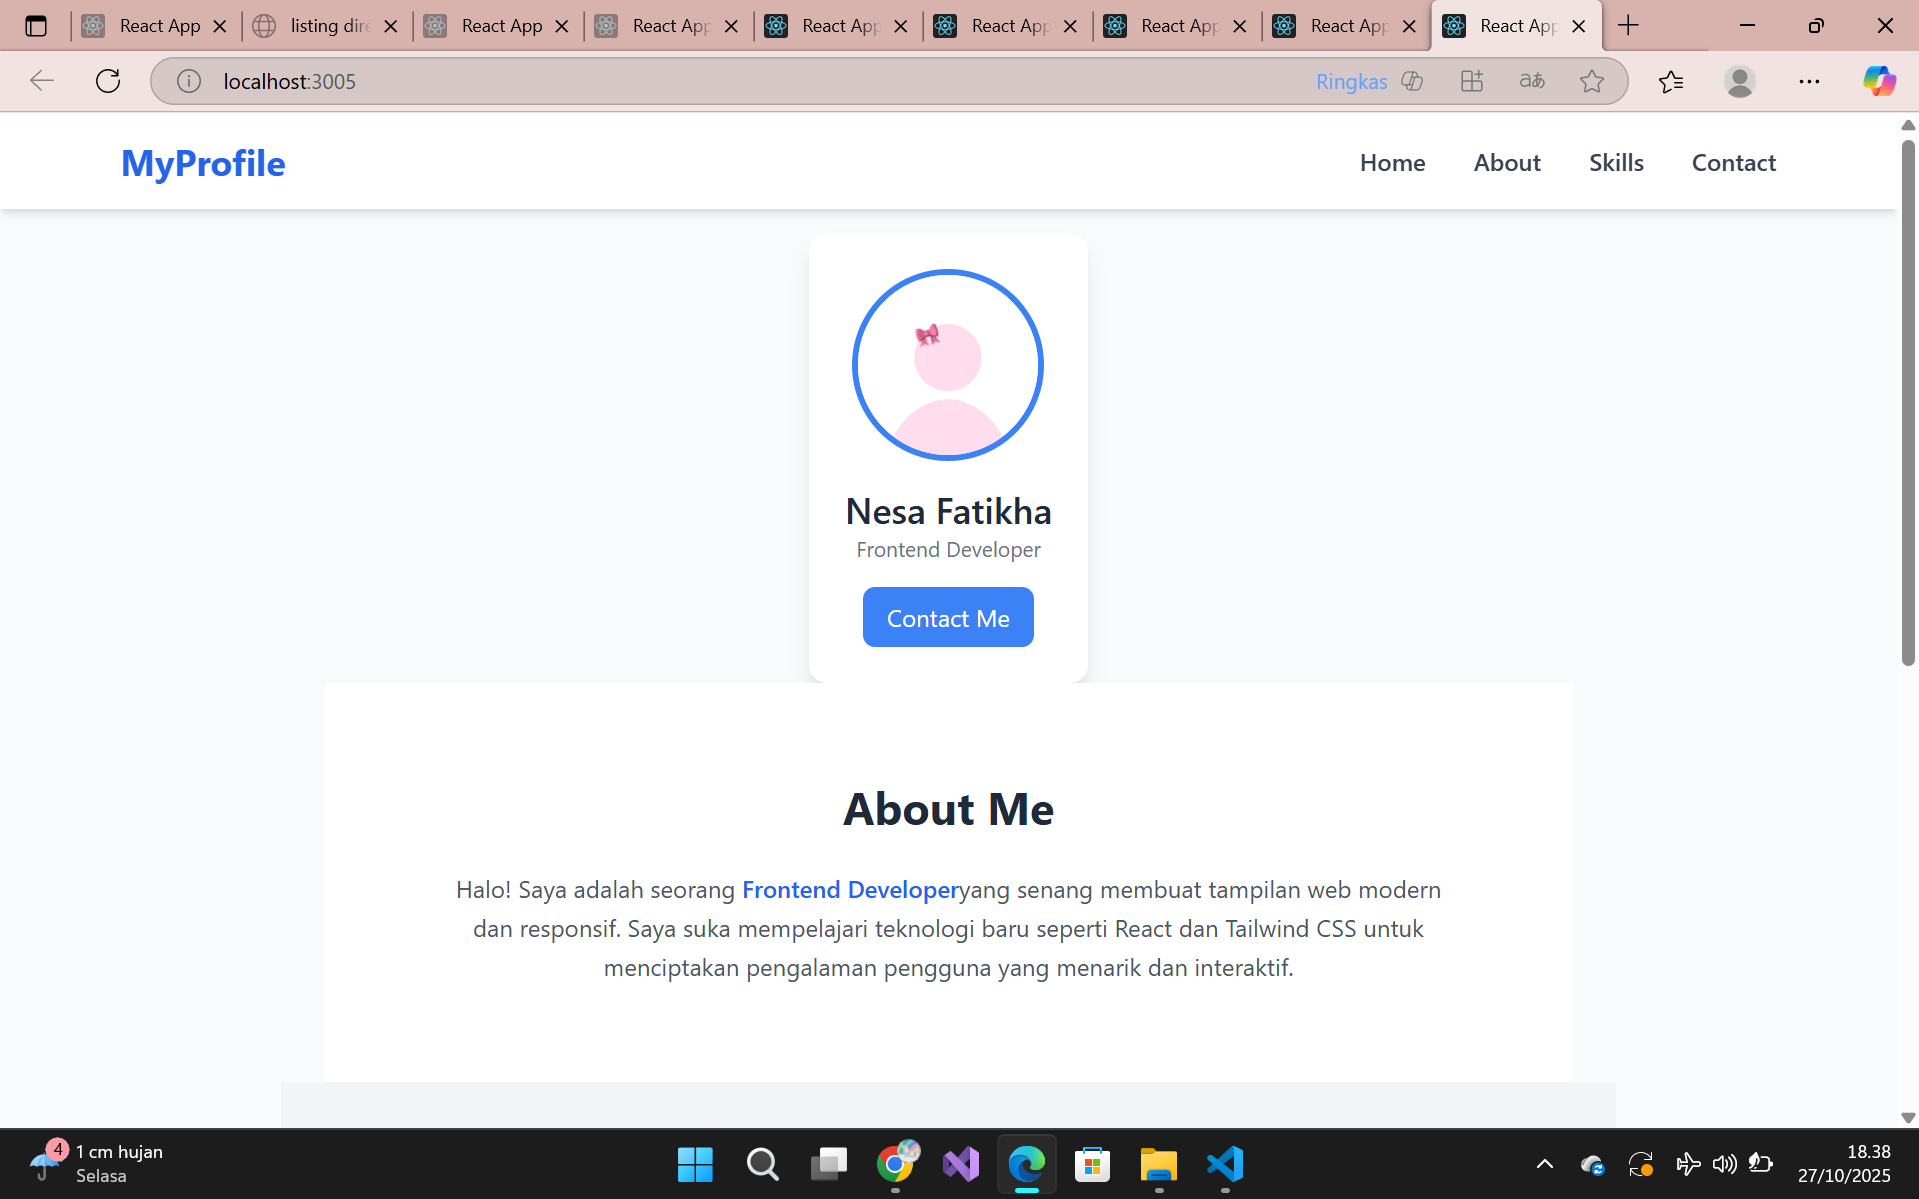 React App
listing dire
React App
React App
React App
React App
React App
React App
React App
localhost:3005
Ringkas
aあ
MyProfile
Home
About
Skills
Contact
Nesa Fatikha
Frontend Developer
Contact Me
About Me
Halo! Saya adalah seorang Frontend Developeryang senang membuat tampilan web modern
dan responsif. Saya suka mempelajari teknologi baru seperti React dan Tailwind CSS untuk
menciptakan pengalaman pengguna yang menarik dan interaktif.
4
1 cm hujan
Selasa
18.38
27/10/2025